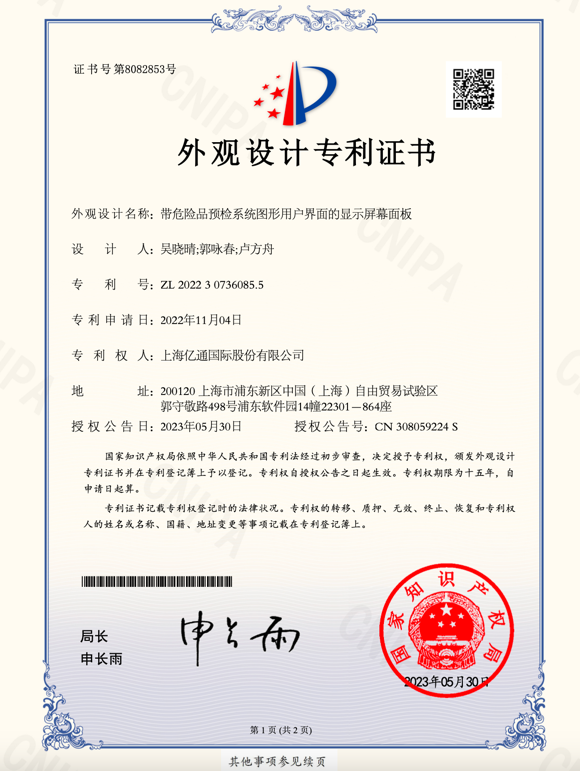 证书号第8082853号
外观设计专利证书
外观设计名称：带危险品预检系统图形用户界面的显示屏幕面板
设计人：吴晓晴;郭咏春;卢方舟
专利号：ZL 2022 3 0736085.5
专利申请日：2022年11月04日
专利权人：上海亿通国际股份有限公司
地址：200120 上海市浦东新区中国（上海）自由贸易试验区
郭守敬路498号浦东软件园14幢22301－864座
授权公告日：2023年05月30日 授权公告号：CN 308059224 S
国家知识产权局依照中华人民共和国专利法经过初步审查，决定授予专利权，颁发外观设计
专利证书并在专利登记簿上予以登记。专利权自授权公告之日起生效。专利权期限为十五年，自
申请日起算。
专利证书记载专利权登记时的法律状况。专利权的转移、质押、无效、终止、恢复和专利权
人的姓名或名称、国籍、地址变更等事项记载在专利登记簿上。
局长
申长雨
申长雨
国家知识产权局
2023年05月30日
第 1 页 (共 2 页)
其他事项参见续页
CNIPA
CNIPA
CNIPA
CNIPA
CNIPA
CNIPA
CNIPA
CNIPA